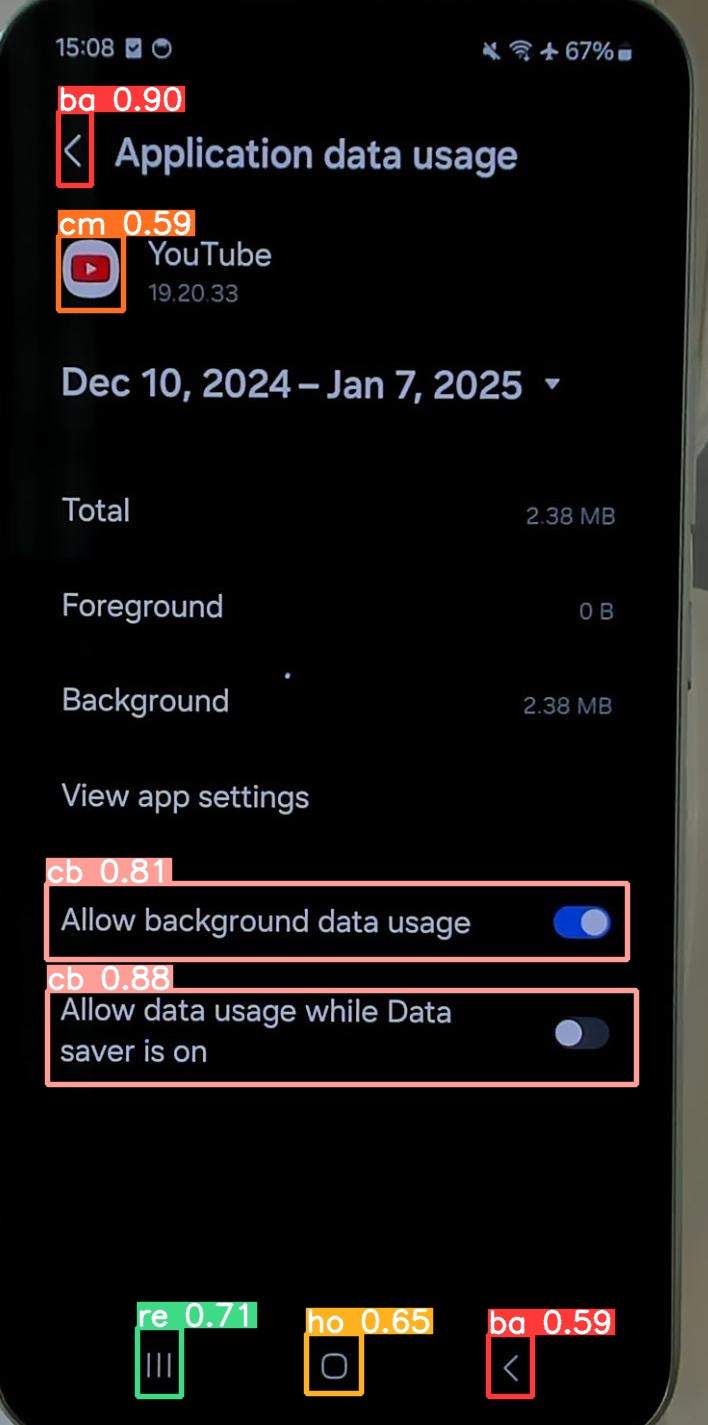 15:08
67%
ba 0.90
Application data usage
cm 0.59
YouTube
19.20.33
Dec 10, 2024 – Jan 7, 2025
Total 2.38 MB
Foreground 0 B
Background 2.38 MB
View app settings
cb 0.81
Allow background data usage
cb 0.88
Allow data usage while Data
saver is on
re 0.71
ho 0.65
ba 0.59